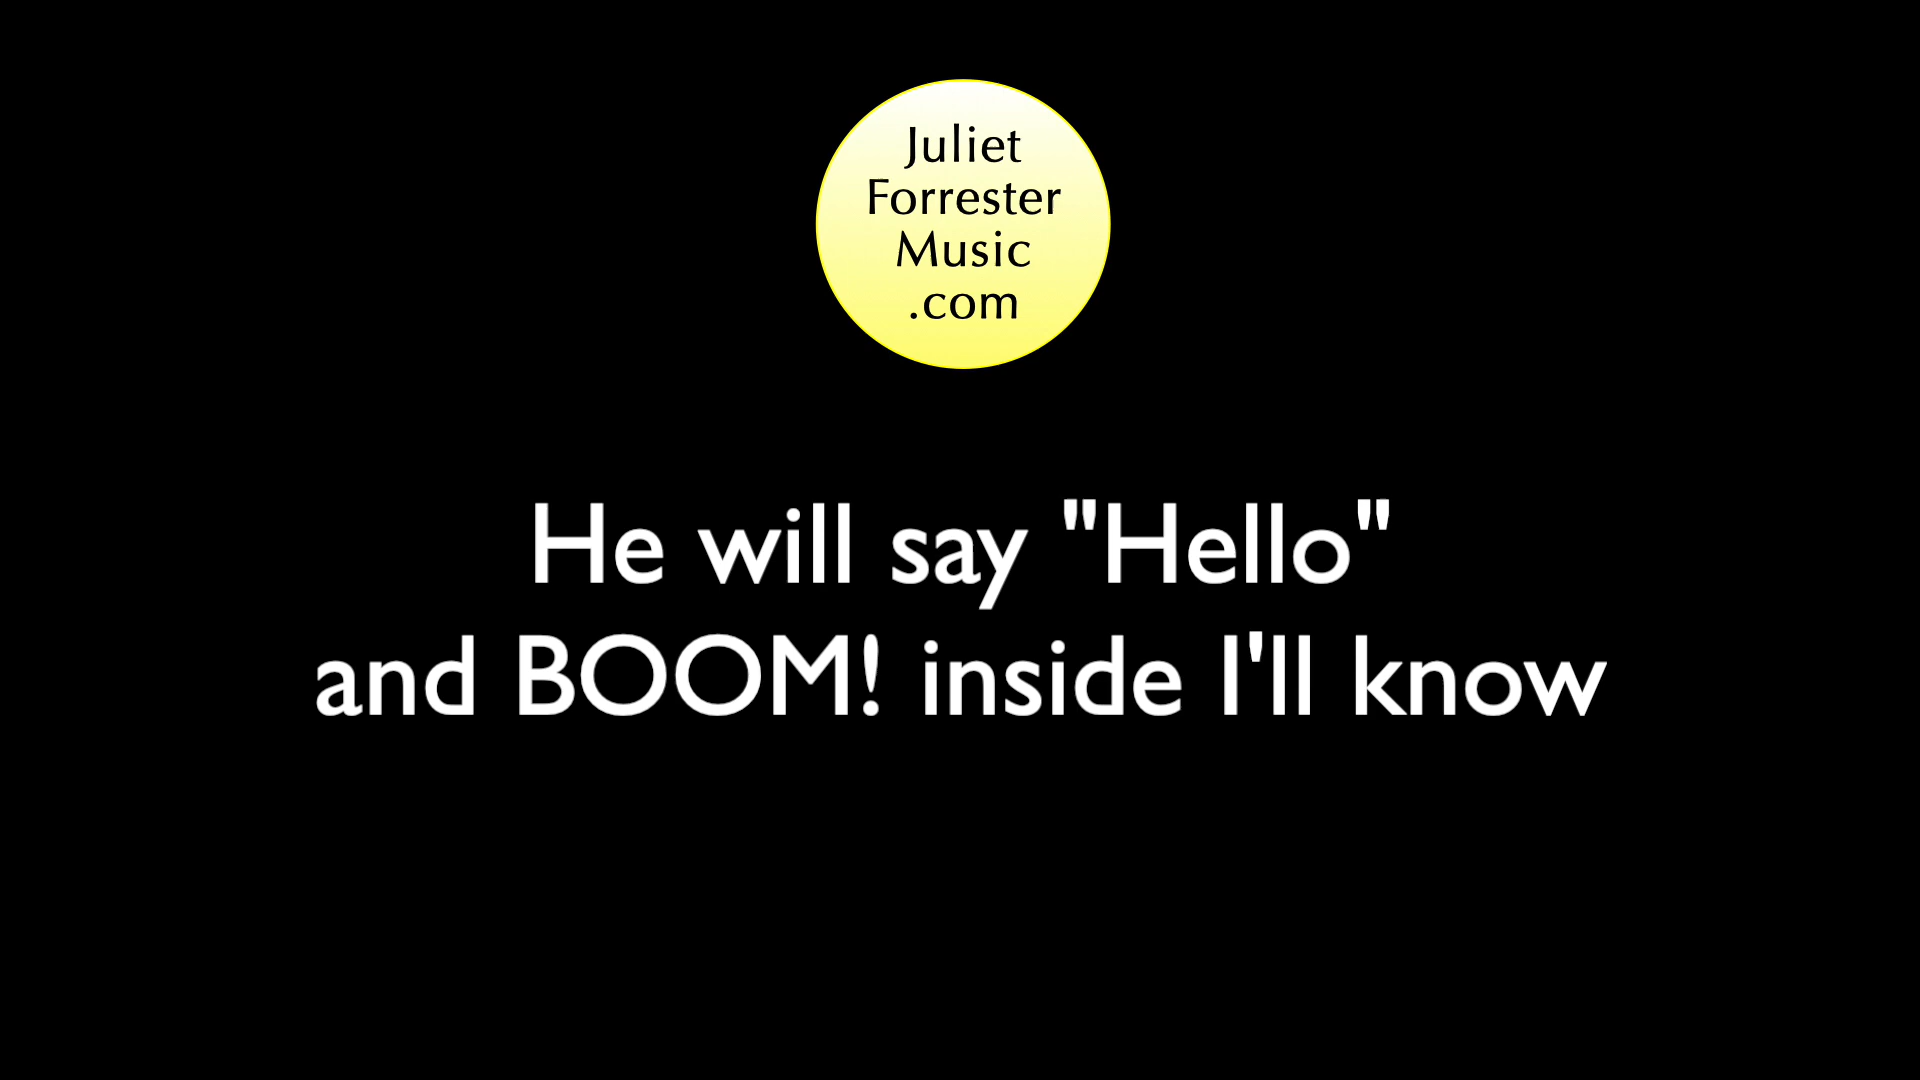 Juliet
Forrester
Music
.com
He will say "Hello"
and BOOM! inside I'll know